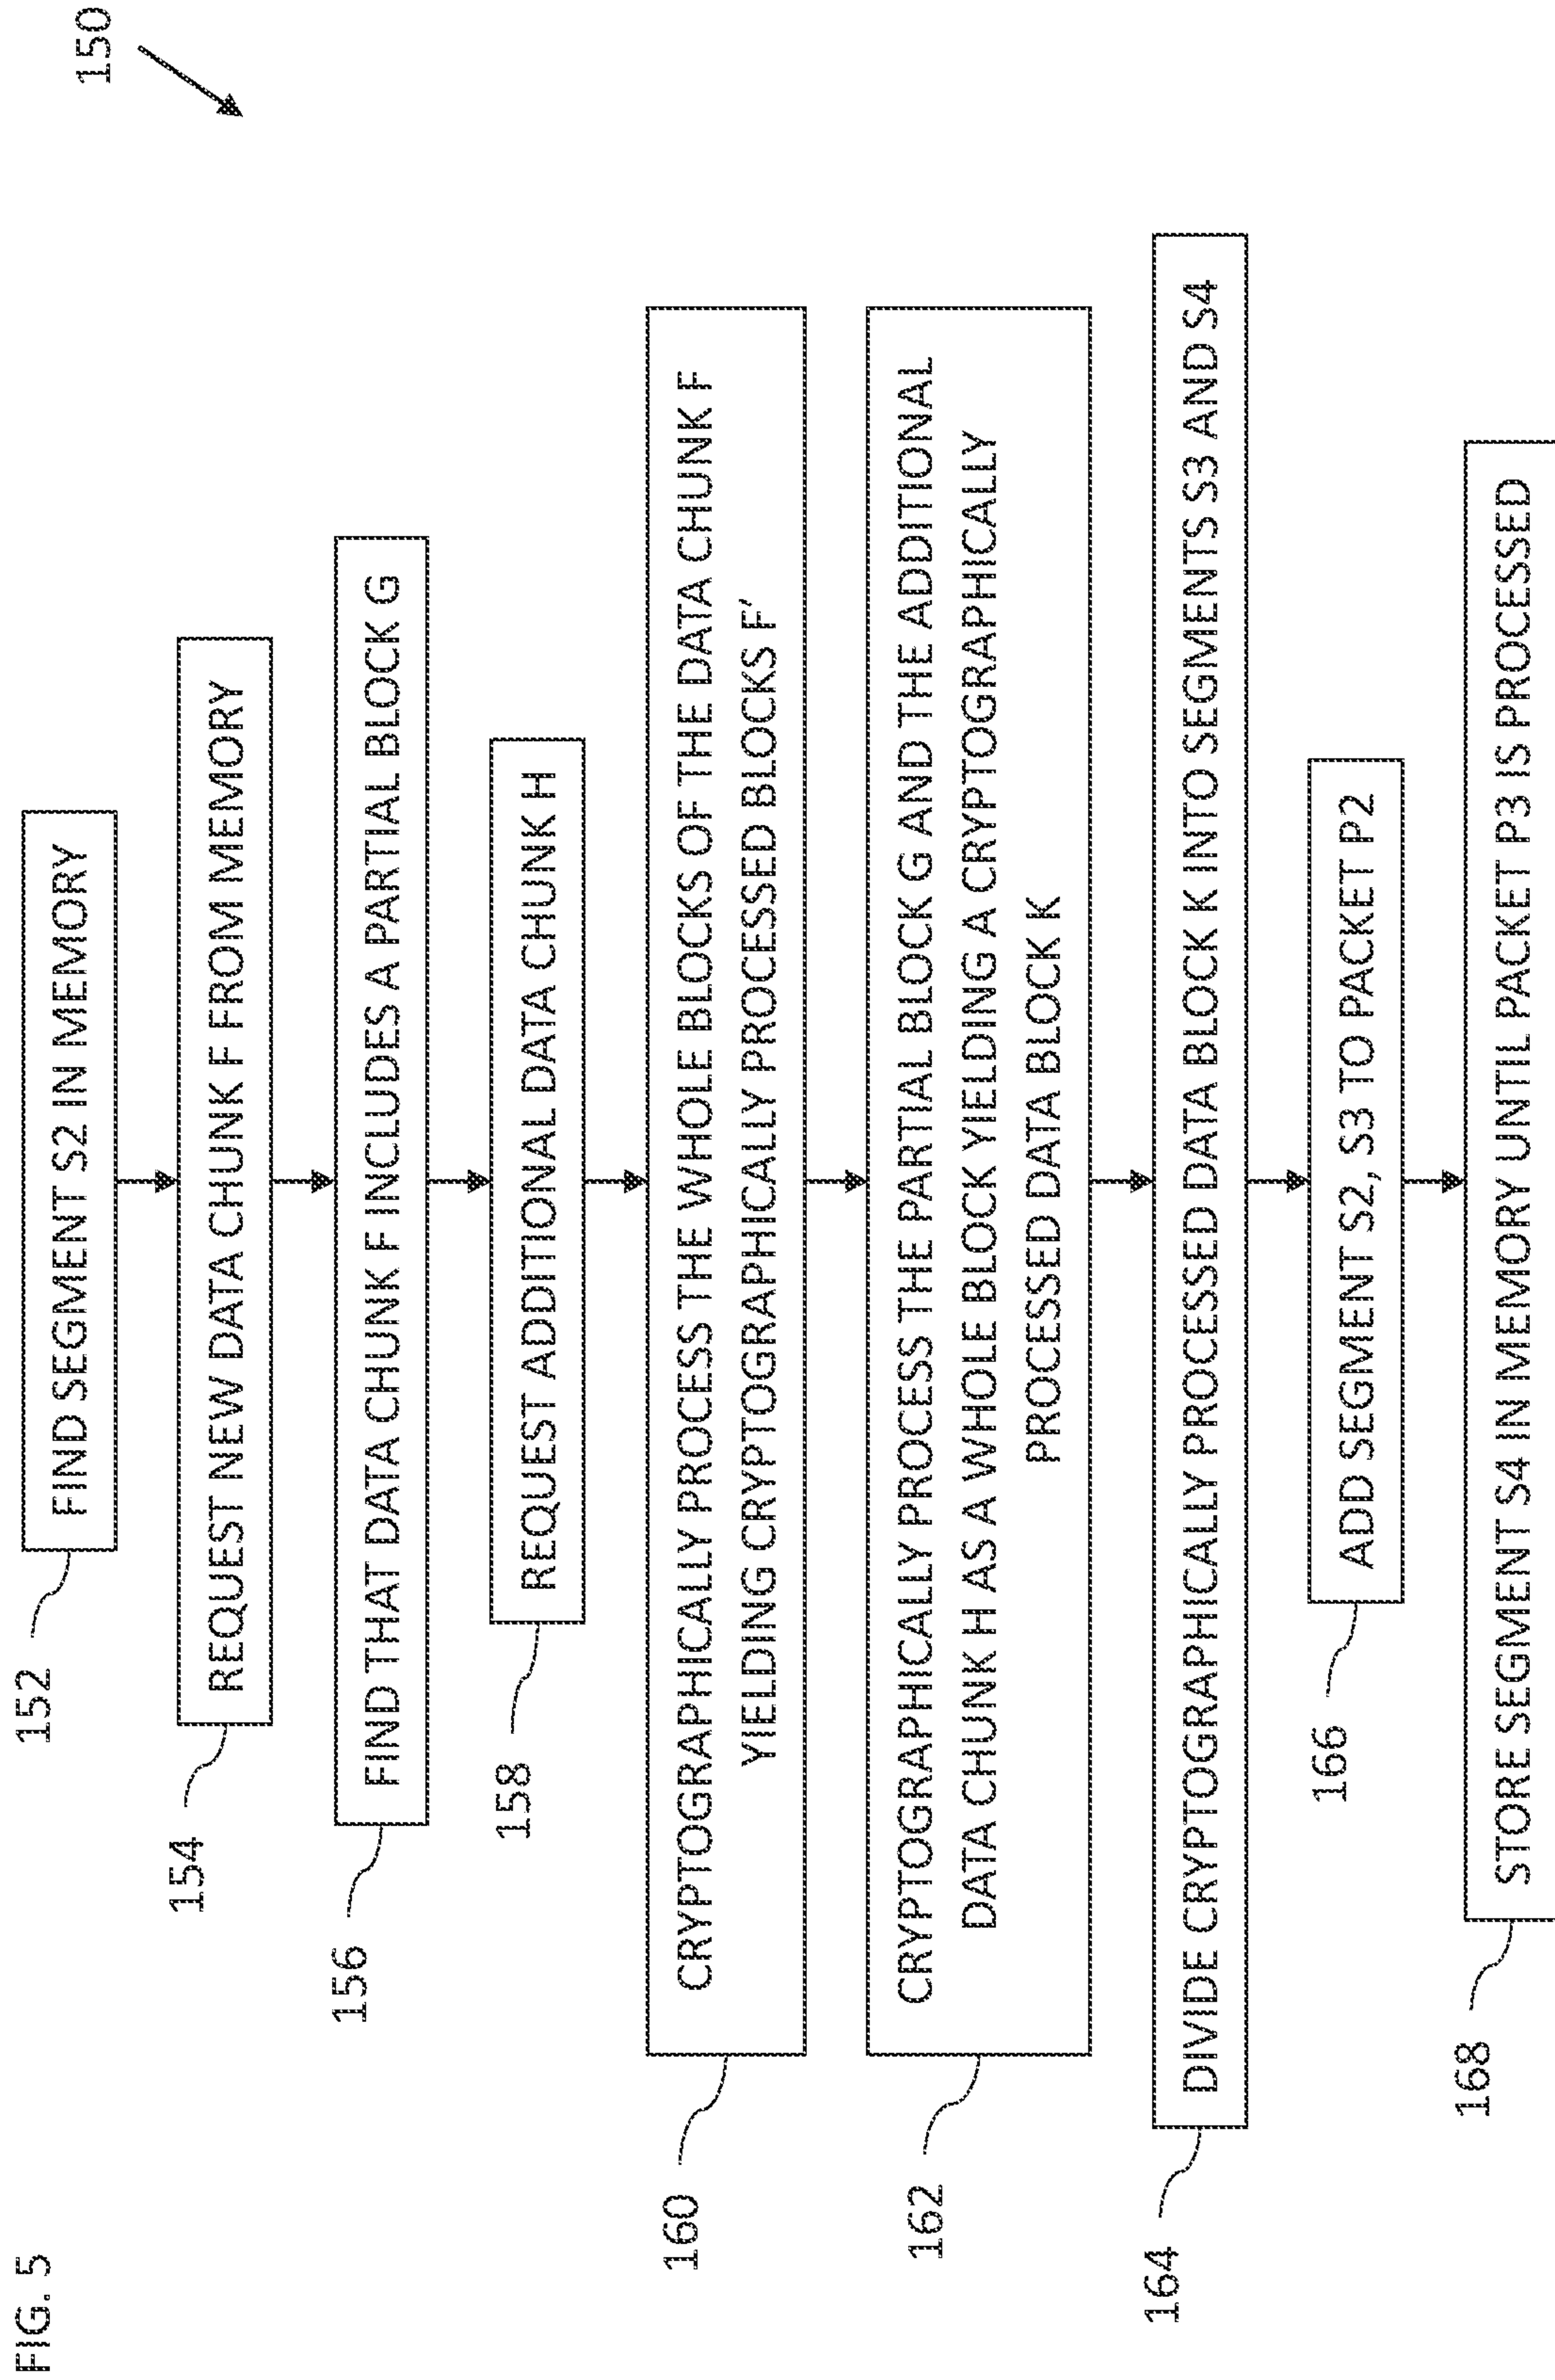 FIG. 5
150
152
FIND SEGMENT S2 IN MEMORY
154
REQUEST NEW DATA CHUNK F FROM MEMORY
156
FIND THAT DATA CHUNK F INCLUDES A PARTIAL BLOCK G
158
REQUEST ADDITIONAL DATA CHUNK H
160
CRYPTOGRAPHICALLY PROCESS THE WHOLE BLOCKS OF THE DATA CHUNK F
YIELDING CRYPTOGRAPHICALLY PROCESSED BLOCKS F'
162
CRYPTOGRAPHICALLY PROCESS THE PARTIAL BLOCK G AND THE ADDITIONAL
DATA CHUNK H AS A WHOLE BLOCK YIELDING A CRYPTOGRAPHICALLY
PROCESSED DATA BLOCK K
164
DIVIDE CRYPTOGRAPHICALLY PROCESSED DATA BLOCK K INTO SEGMENTS S3 AND S4
166
ADD SEGMENT S2, S3 TO PACKET P2
168
STORE SEGMENT S4 IN MEMORY UNTIL PACKET P3 IS PROCESSED